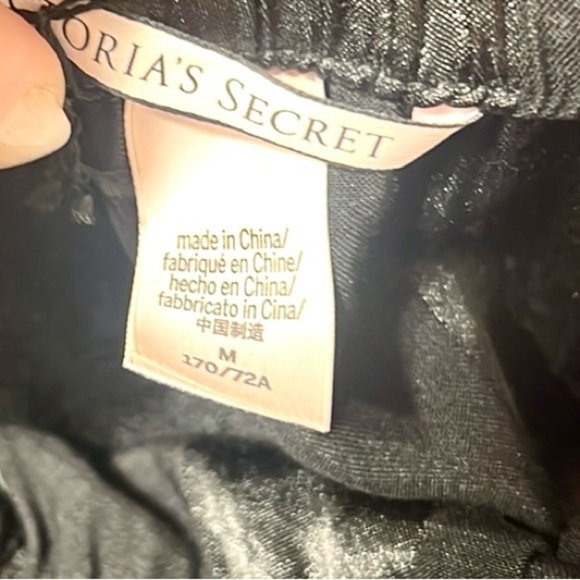 ORIA'S SECRET
made in China/
fabriqué en Chine/
hecho en China/
fabbricato in Cina/
中国制造
M
170/72A